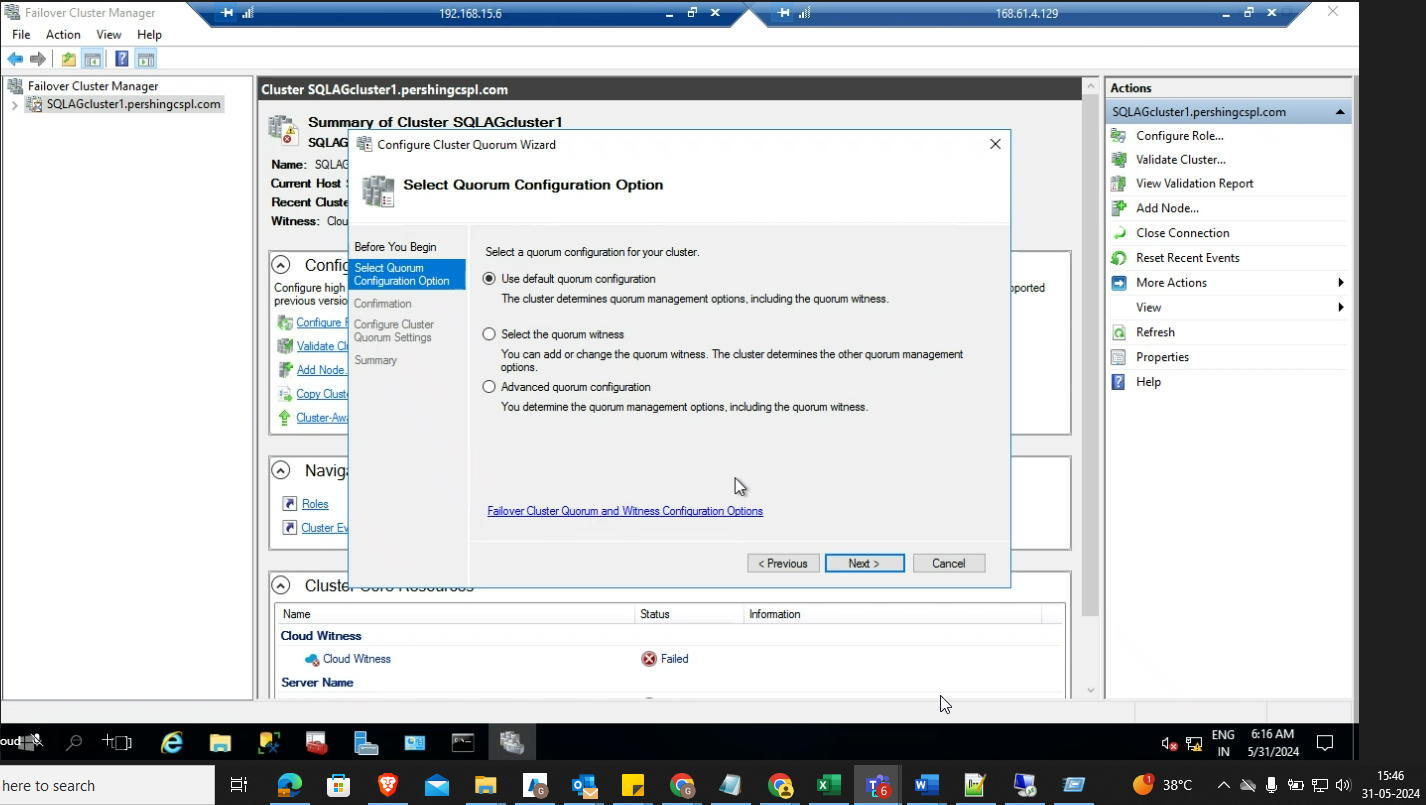 Failover Cluster Manager
192.168.15.6
168.61.4.129
File Action View Help
Failover Cluster Manager
SQLAGcluster1.pershingcspl.com
Cluster SQLAGcluster1.pershingcspl.com
Summary of Cluster SQLAGcluster1
SQLAG
Name: SQLAG
Current Host
Recent Cluste
Witness: Clou
Configure high
previous versio
pported
Configure
Validate Cl
Add Node.
Copy Clust
Cluster-Awa
Naviga
Roles
Cluster Ev
Cluster Core Resources
Name Status Information
Cloud Witness
Cloud Witness Failed
Server Name
Configure Cluster Quorum Wizard
Select Quorum Configuration Option
Before You Begin
Select Quorum
Configuration Option
Confirmation
Configure Cluster
Quorum Settings
Summary
Select a quorum configuration for your cluster.
Use default quorum configuration
The cluster determines quorum management options, including the quorum witness.
Select the quorum witness
You can add or change the quorum witness. The cluster determines the other quorum management
options.
Advanced quorum configuration
You determine the quorum management options, including the quorum witness.
Failover Cluster Quorum and Witness Configuration Options
< Previous Next > Cancel
Actions
SQLAGcluster1.pershingcspl.com
Configure Role...
Validate Cluster...
View Validation Report
Add Node...
Close Connection
Reset Recent Events
More Actions
View
Refresh
Properties
Help
oud
ENG
IN
6:16 AM
5/31/2024
here to search
6
1
38°C
15:46
31-05-2024